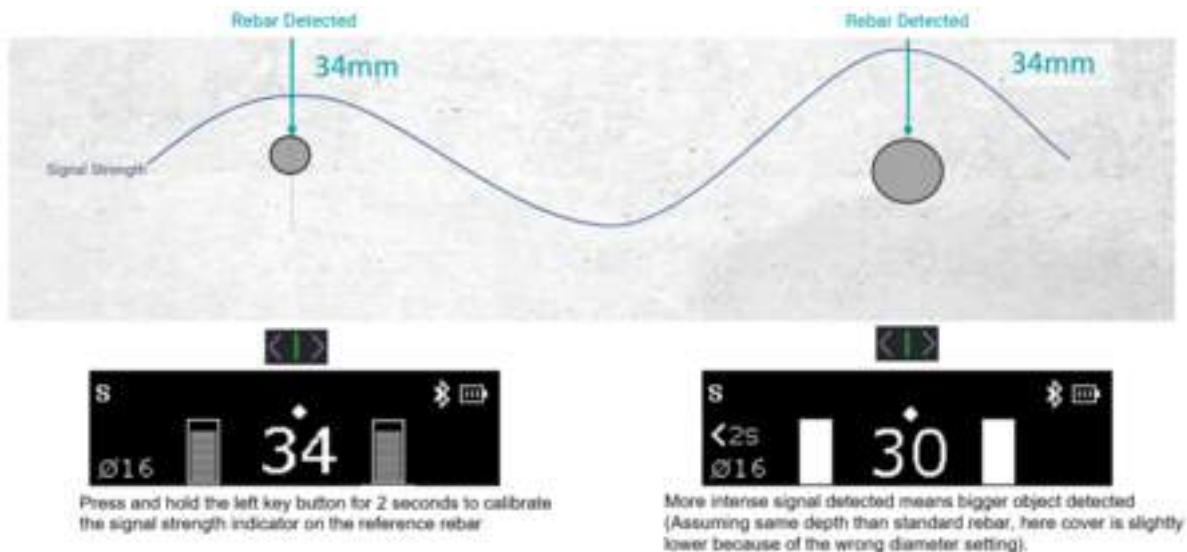 Rebar Detected
Rebar Detected
34mm
34mm
Signal Strength
S
34
Ø16
S
<2s
30
Ø16
Press and hold the left key button for 2 seconds to calibrate
the signal strength indicator on the reference rebar
More intense signal detected means bigger object detected
(Assuming same depth than standard rebar, here cover is slightly
lower because of the wrong diameter setting).